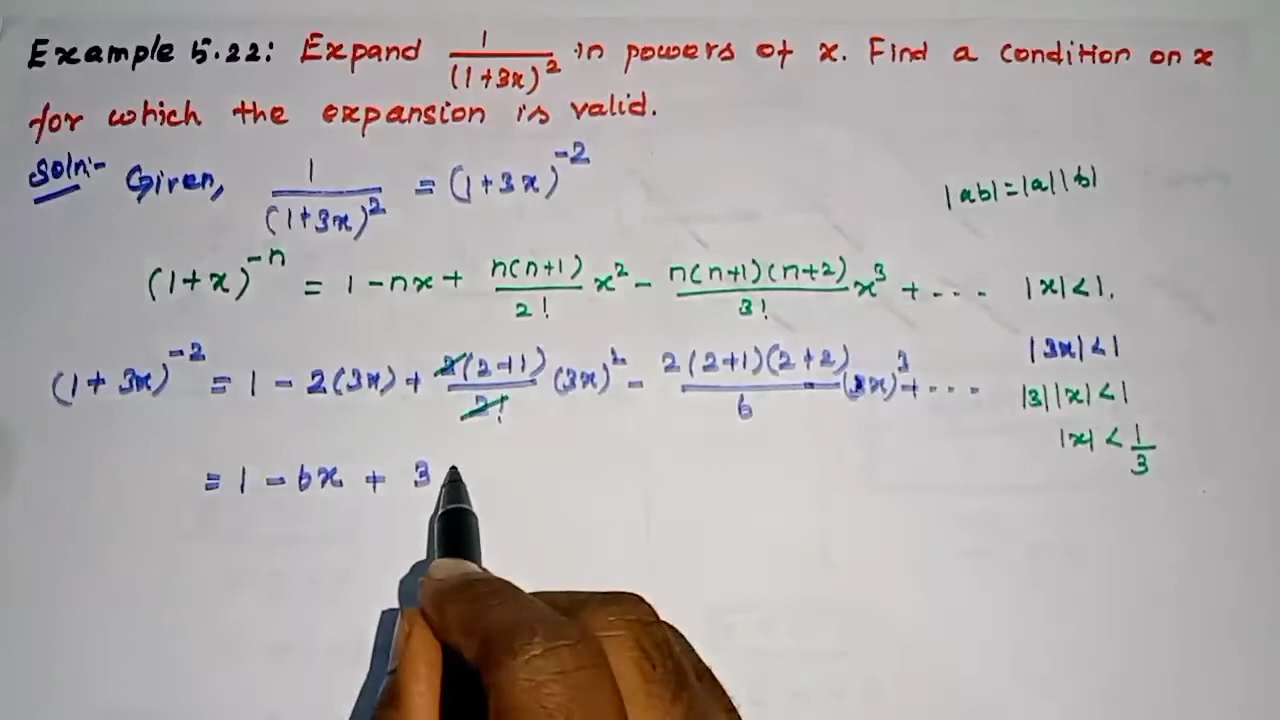 Example 5.22: Expand 1/(1+3x)² in powers of x. Find a condition on x
for which the expansion is valid.
Soln:- Given, 1/(1+3x)² = (1+3x)⁻²
|ab|=|a||b|
(1+x)⁻ⁿ = 1-nx+ n(n+1)/2! x² - n(n+1)(n+2)/3! x³ + --- |x|<1.
(1+3x)⁻² = 1-2(3x)+ 2(2+1)/2! (3x)² - 2(2+1)(2+2)/6 (3x)³+ --- |3x|<1
|3||x|<1
|x|< 1/3
= 1-6x + 3